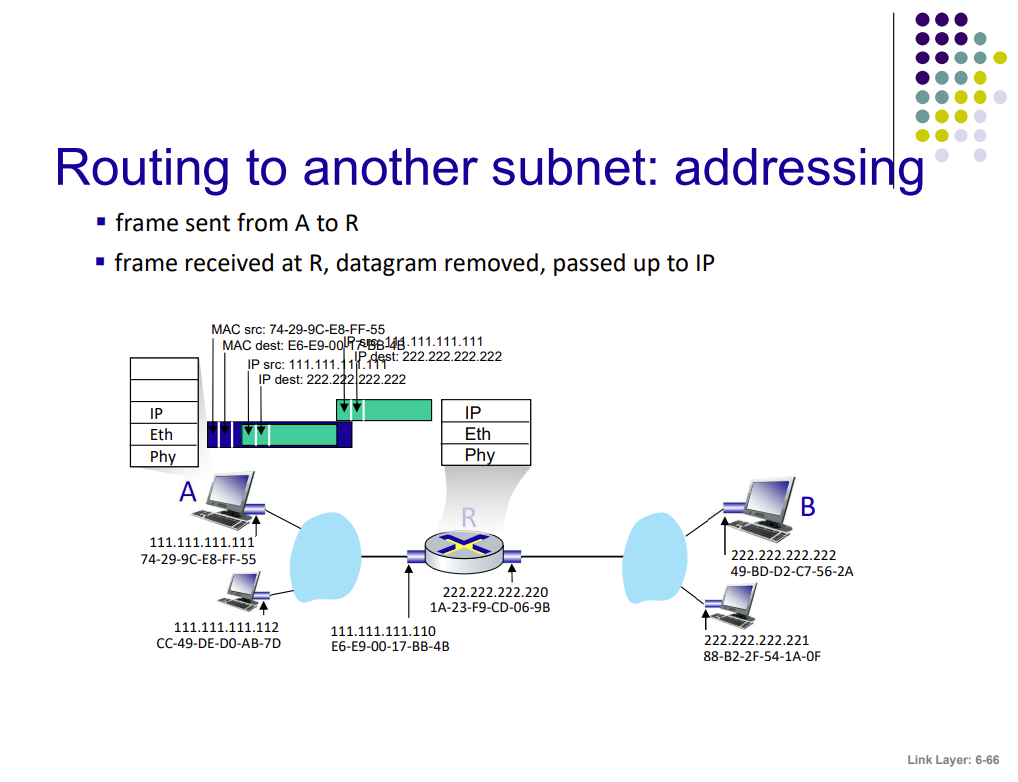 Routing to another subnet: addressing
frame sent from A to R
frame received at R, datagram removed, passed up to IP
MAC src: 74-29-9C-E8-FF-55
MAC dest: E6-E9-00-17-BB-4B
IP src: 111.111.111.111
IP dest: 222.222.222.222
IP src: 111.111.111.111
IP dest: 222.222.222.222
IP
Eth
Phy
IP
Eth
Phy
A
R
B
111.111.111.111
74-29-9C-E8-FF-55
222.222.222.222
49-BD-D2-C7-56-2A
222.222.222.220
1A-23-F9-CD-06-9B
111.111.111.112
CC-49-DE-D0-AB-7D
111.111.111.110
E6-E9-00-17-BB-4B
222.222.222.221
88-B2-2F-54-1A-0F
Link Layer: 6-66